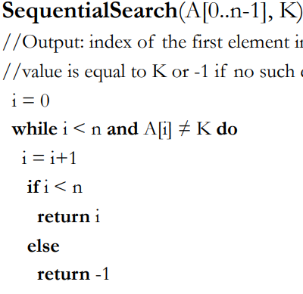 SequentialSearch(A[0..n-1], K)
//Output: index of the first element
//value is equal to K or -1 if no such
i = 0
while i < n and A[i] ≠ K do
i = i+1
if i < n
return i
else
return -1